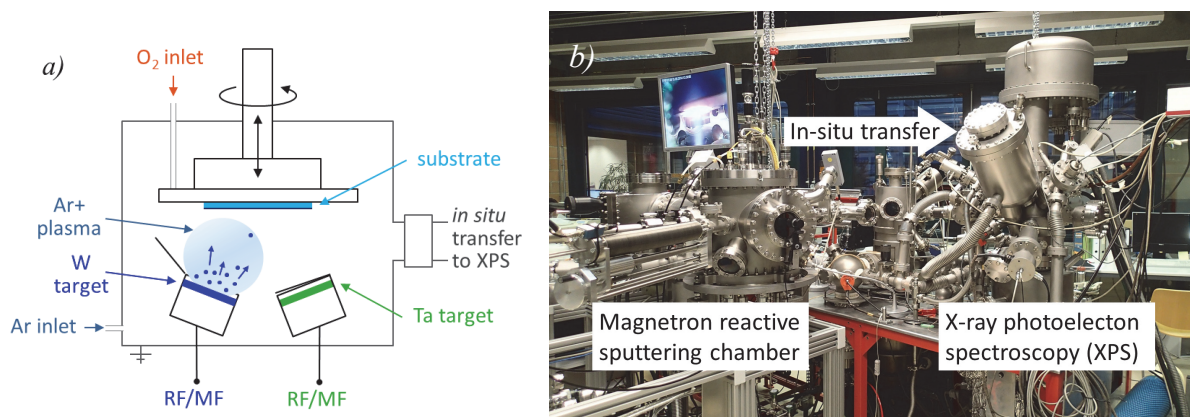 a)
O2 inlet
substrate
Ar+
plasma
in situ
transfer
to XPS
W
target
Ar inlet
Ta target
RF/MF
RF/MF
b)
In-situ transfer
Magnetron reactive
sputtering chamber
X-ray photoelecton
spectroscopy (XPS)